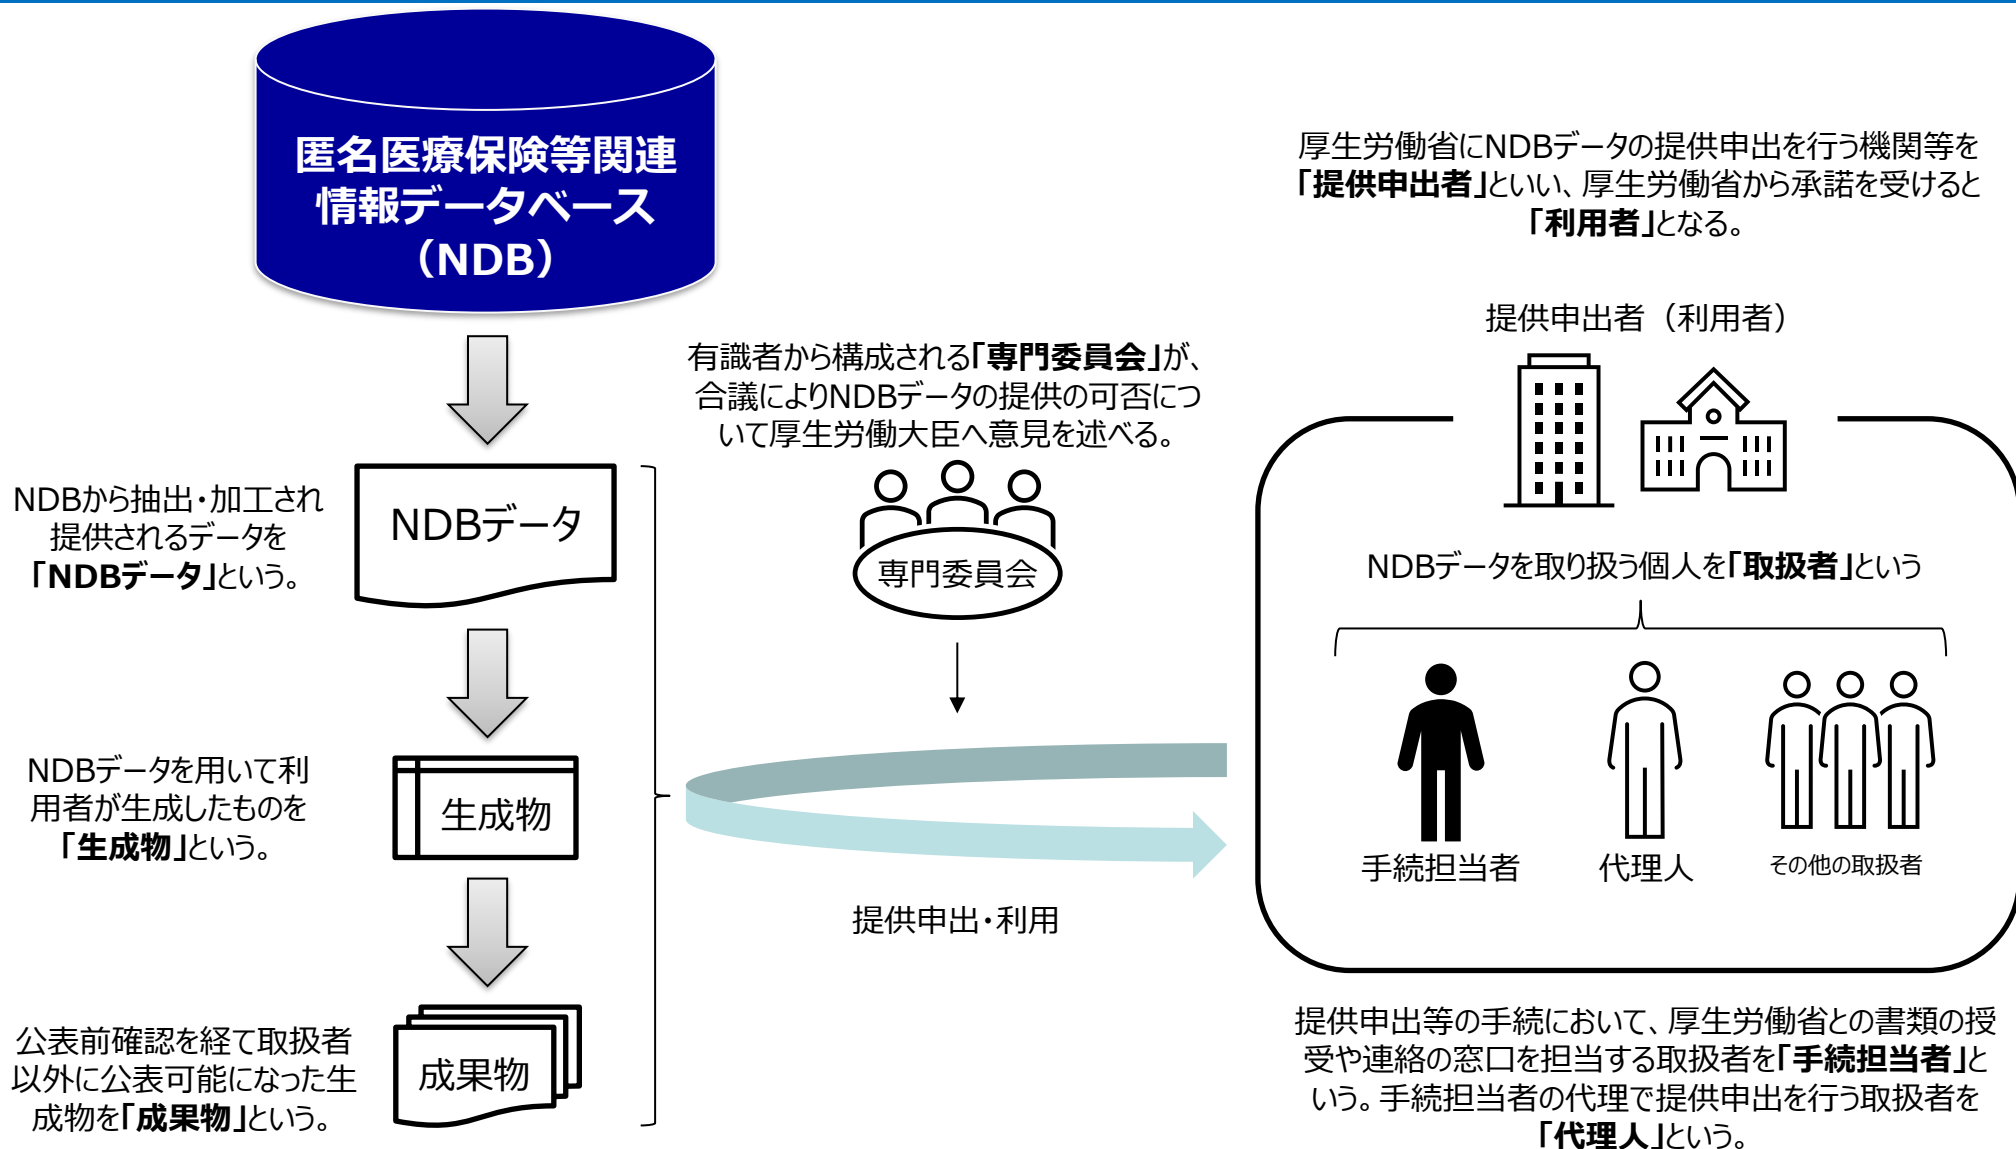 匿名医療保険等関連
情報データベース
（NDB）
NDBから抽出・加工され
提供されるデータを
「NDBデータ」という。
NDBデータ
NDBデータを用いて利
用者が生成したものを
「生成物」という。
生成物
公表前確認を経て取扱者
以外に公表可能になった生
成物を「成果物」という。
成果物
有識者から構成される「専門委員会」が、
合議によりNDBデータの提供の可否につ
いて厚生労働大臣へ意見を述べる。
専門委員会
提供申出・利用
厚生労働省にNDBデータの提供申出を行う機関等を
「提供申出者」といい、厚生労働省から承諾を受けると
「利用者」となる。
提供申出者（利用者）
NDBデータを取り扱う個人を「取扱者」という
手続担当者
代理人
その他の取扱者
提供申出等の手続において、厚生労働省との書類の授
受や連絡の窓口を担当する取扱者を「手続担当者」と
いう。手続担当者の代理で提供申出を行う取扱者を
「代理人」という。